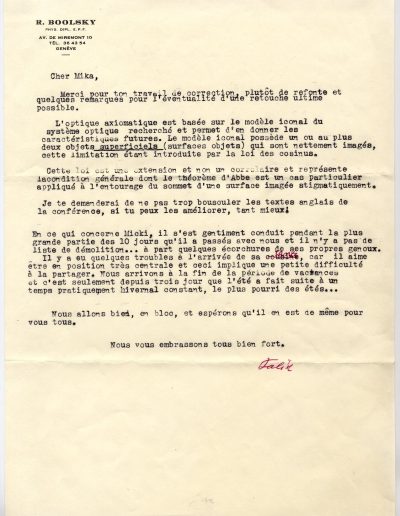 R. BOOLSKY
PHYS. DIPL. E.P.F.
AV. DE MIREMONT 10
TÉL. 36 43 54
GENÈVE
Cher Mika,
Merci pour ton travail de correction, plutôt de refonte et
quelques remarques pour l'éventualité d'une retouche ultime
possible.
L'optique axiomatique est basée sur le modèle iconal du
système optique recherché et permet d'en donner les
caractéristiques futures. Le modèle iconal possède un ou au plus
deux objets superficiels (surfaces objets) qui sont nettement imagés,
cette limitation étant introduite par la loi des cosinus.
Cette loi est une extension et non un corrolaire et représente
lacondition générale dont le théorème d'Abbe est un cas particulier
appliqué à l'entourage du sommet d'une surface imagée stigmatiquement.
Je te demanderai de ne pas trop bousculer les textes anglais de
la conférence, si tu peux les améliorer, tant mieux!
En ce qui concerne Micki, il s'est gentiment conduit pendant la plus
grande partie des 10 jours qu'il a passés avec nous et il n'y a pas de
liste de démolition... à part quelques écorchures de ses propres genoux.
Il y a eu quelques troubles à l'arrivée de sa car il aime
être en position très centrale et ceci implique une petite difficulté
à la partager. Nous arrivons à la fin de la période de vacances
et c'est seulement depuis trois jour que l'été a fait suite à un
temps pratiquement hivernal constant, le plus pourri des étés...
Nous allons bien, en bloc, et espérons qu'il en est de même pour
vous tous.
Nous vous embrassons tous bien fort.